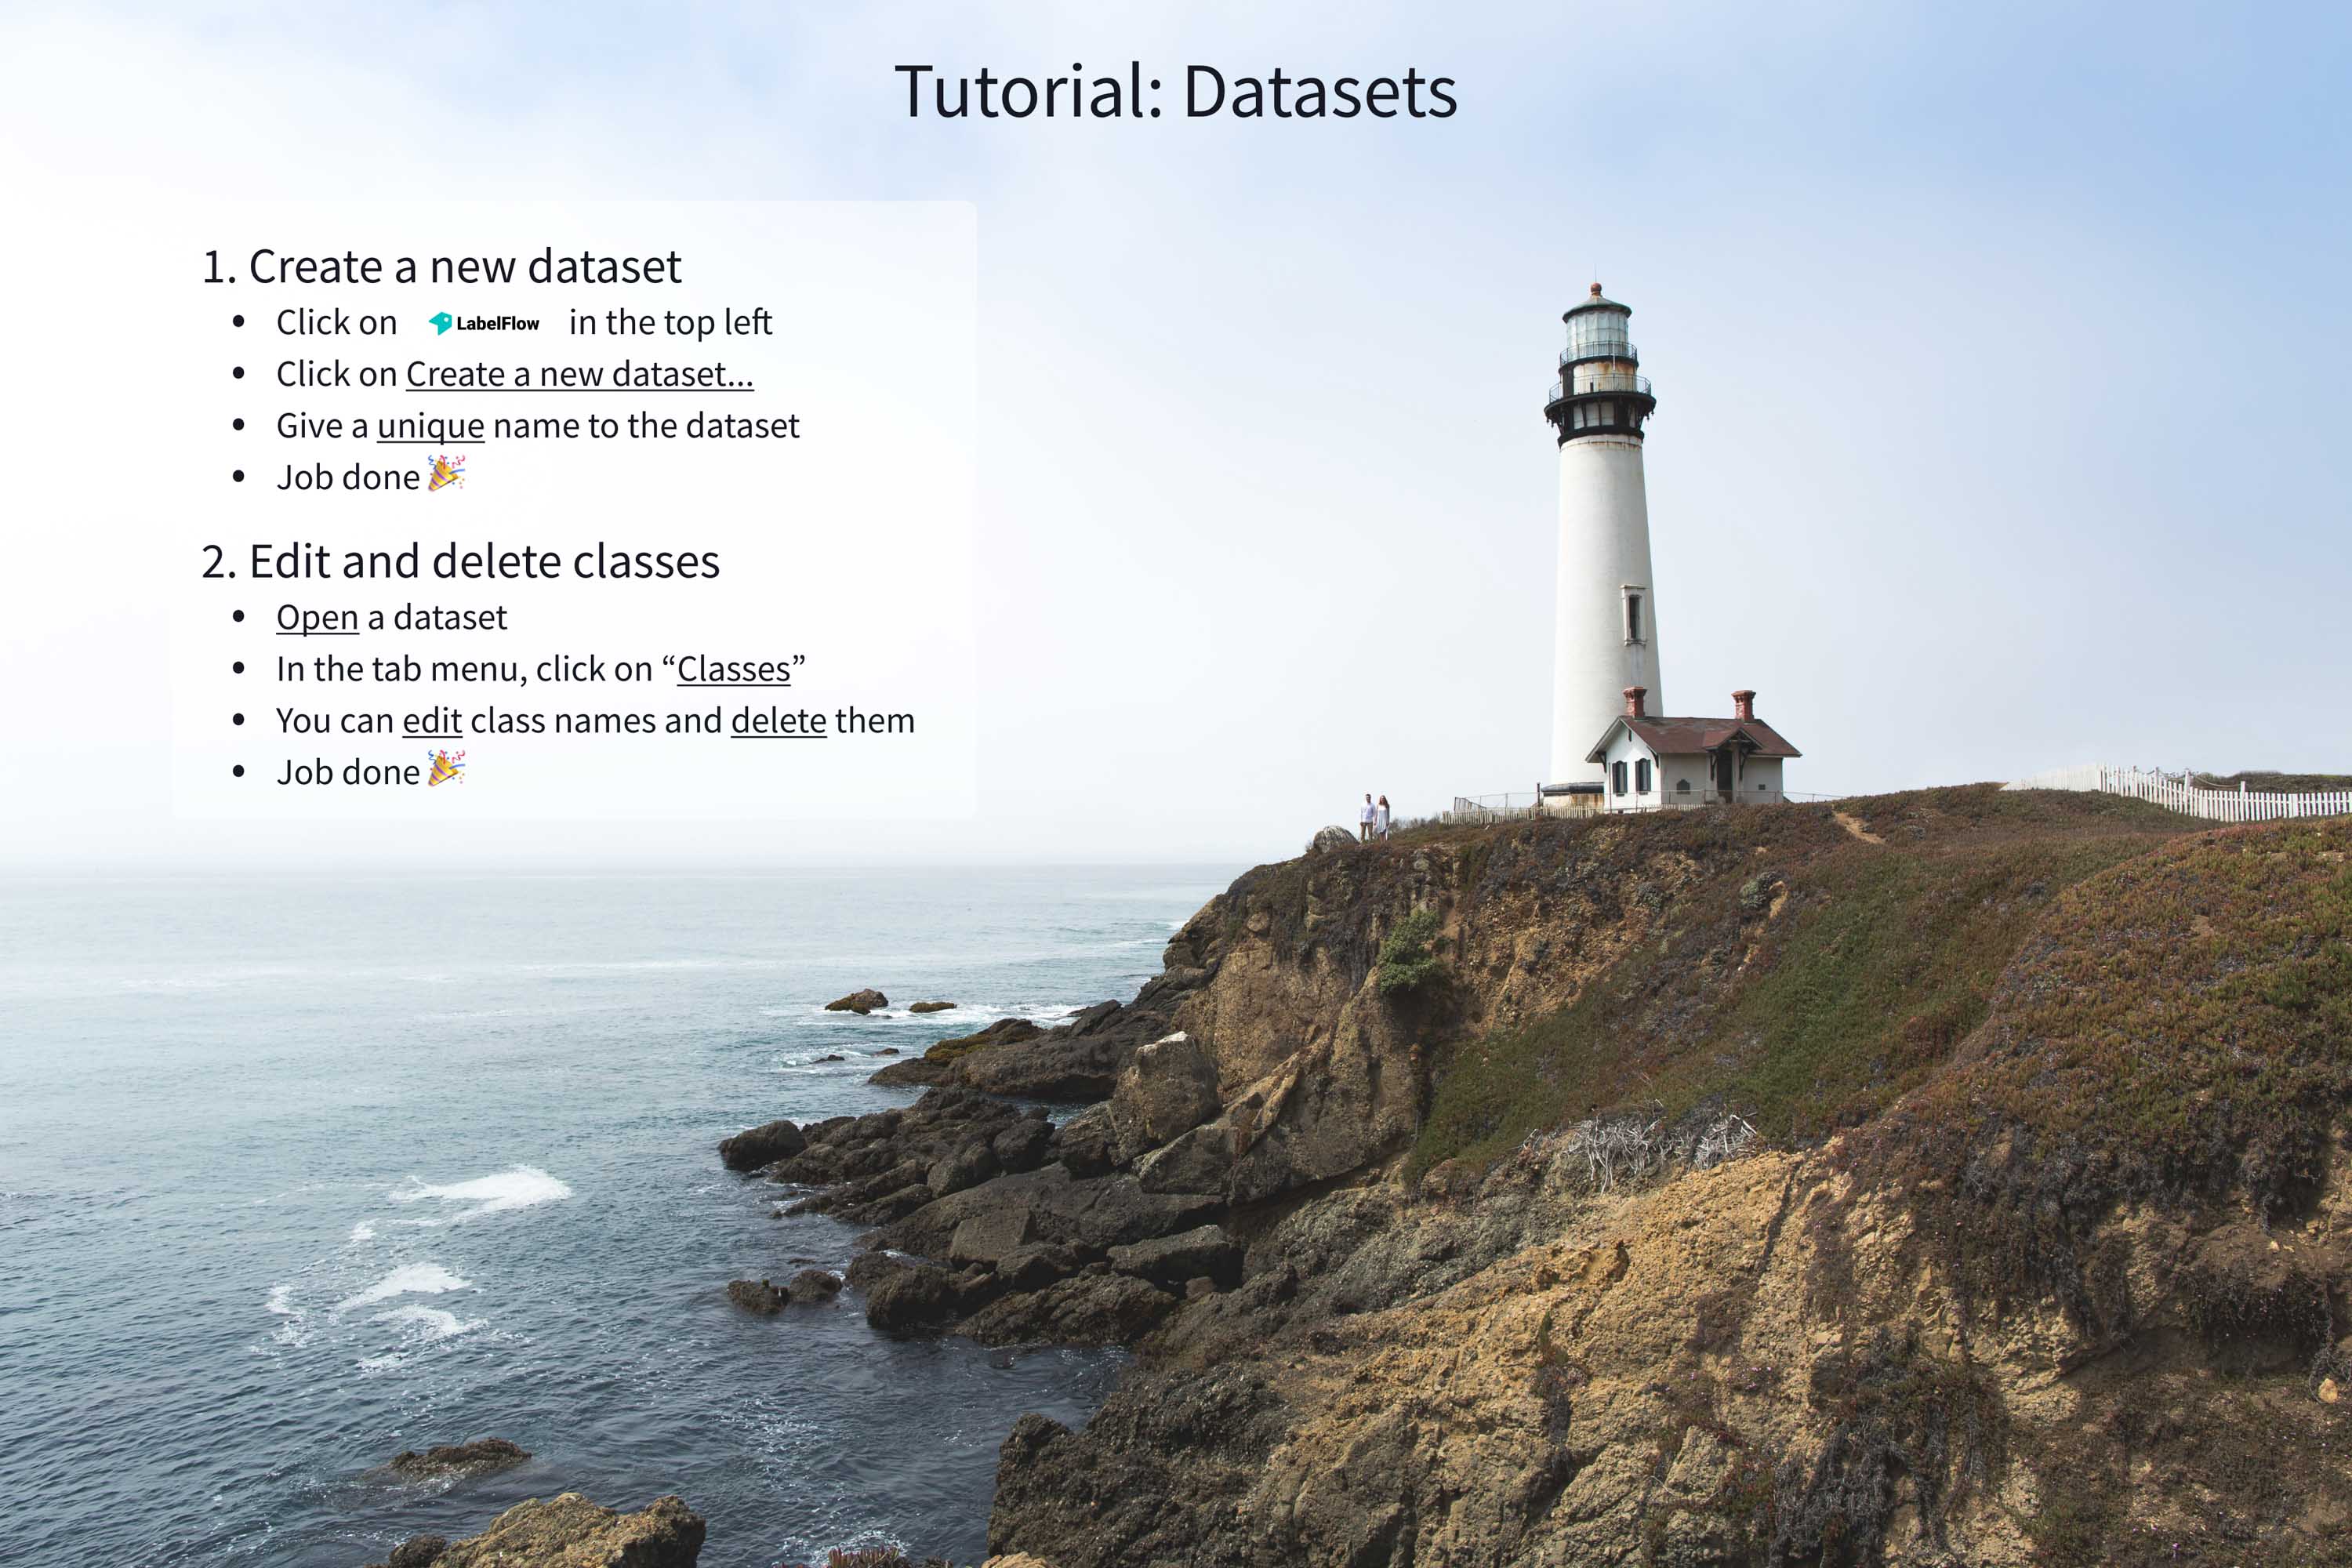 Tutorial: Datasets
1. Create a new dataset
• Click on LabelFlow in the top left
• Click on Create a new dataset...
• Give a unique name to the dataset
• Job done 🎉
2. Edit and delete classes
• Open a dataset
• In the tab menu, click on “Classes”
• You can edit class names and delete them
• Job done 🎉